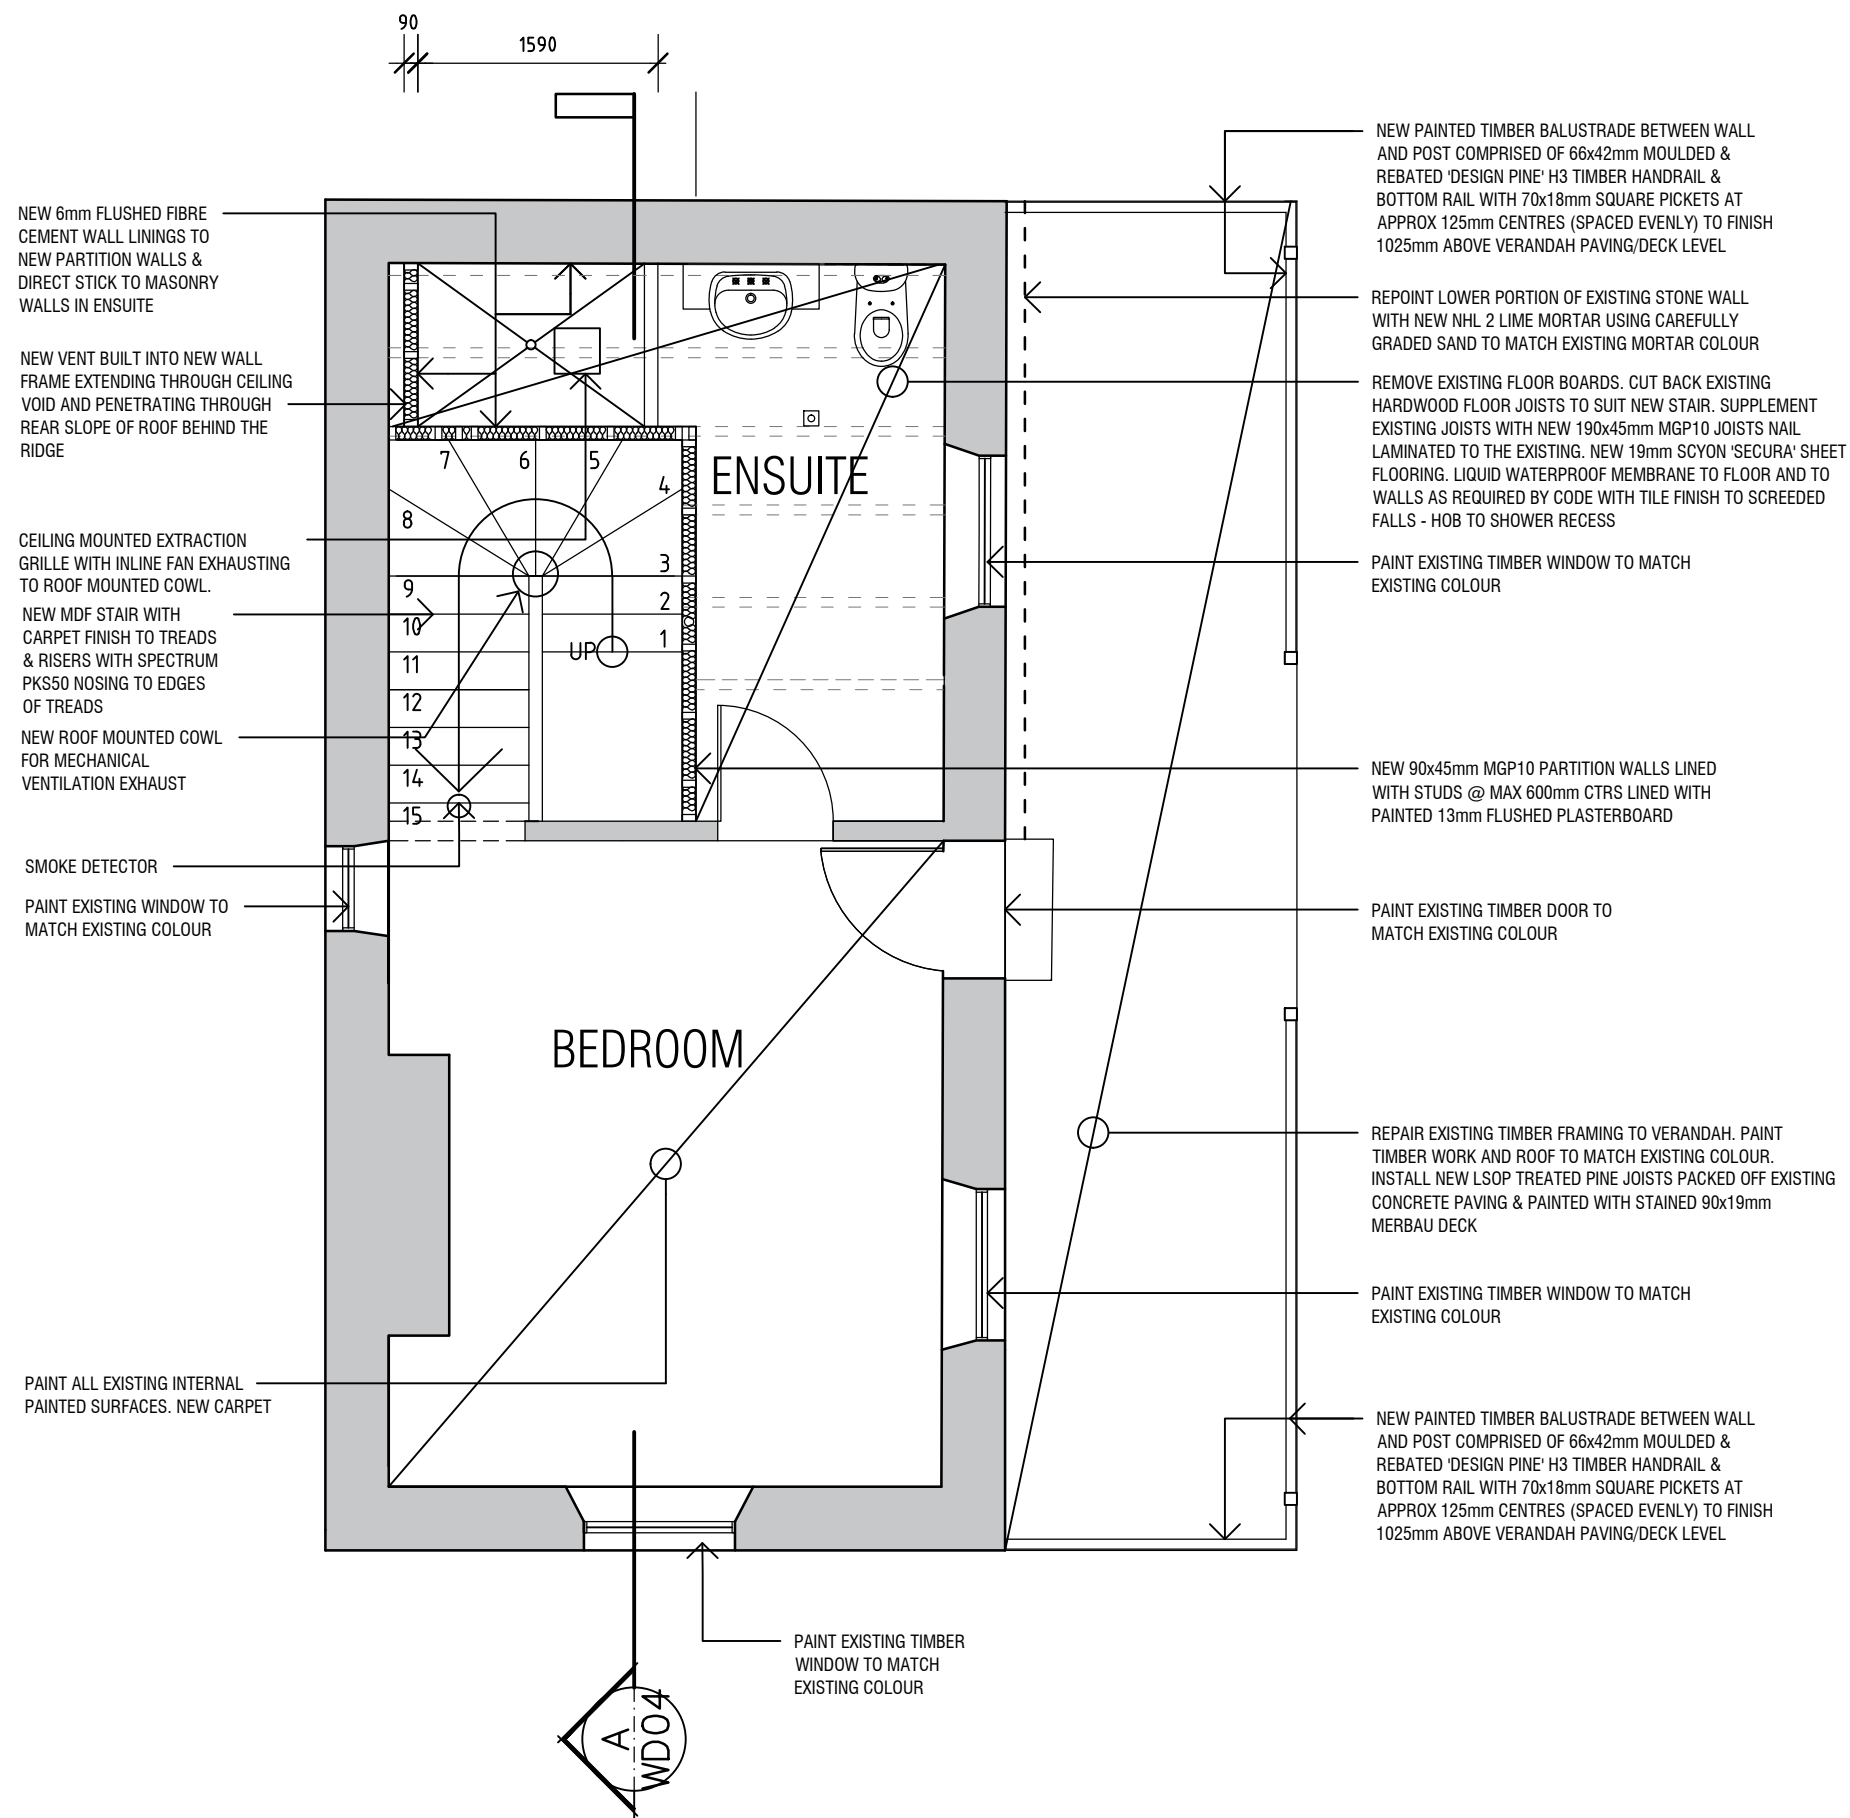 90
1590
NEW 6mm FLUSHED FIBRE
CEMENT WALL LININGS TO
NEW PARTITION WALLS &
DIRECT STICK TO MASONRY
WALLS IN ENSUITE
NEW VENT BUILT INTO NEW WALL
FRAME EXTENDING THROUGH CEILING
VOID AND PENETRATING THROUGH
REAR SLOPE OF ROOF BEHIND THE
RIDGE
CEILING MOUNTED EXTRACTION
GRILLE WITH INLINE FAN EXHAUSTING
TO ROOF MOUNTED COWL.
NEW MDF STAIR WITH
CARPET FINISH TO TREADS
& RISERS WITH SPECTRUM
PKS50 NOSING TO EDGES
OF TREADS
NEW ROOF MOUNTED COWL
FOR MECHANICAL
VENTILATION EXHAUST
SMOKE DETECTOR
PAINT EXISTING WINDOW TO
MATCH EXISTING COLOUR
PAINT ALL EXISTING INTERNAL
PAINTED SURFACES. NEW CARPET
7
6
5
4
8
3
9
2
10
1
UP
11
12
13
14
15
ENSUITE
BEDROOM
NEW PAINTED TIMBER BALUSTRADE BETWEEN WALL
AND POST COMPRISED OF 66x42mm MOULDED &
REBATED 'DESIGN PINE' H3 TIMBER HANDRAIL &
BOTTOM RAIL WITH 70x18mm SQUARE PICKETS AT
APPROX 125mm CENTRES (SPACED EVENLY) TO FINISH
1025mm ABOVE VERANDAH PAVING/DECK LEVEL
REPOINT LOWER PORTION OF EXISTING STONE WALL
WITH NEW NHL 2 LIME MORTAR USING CAREFULLY
GRADED SAND TO MATCH EXISTING MORTAR COLOUR
REMOVE EXISTING FLOOR BOARDS. CUT BACK EXISTING
HARDWOOD FLOOR JOISTS TO SUIT NEW STAIR. SUPPLEMENT
EXISTING JOISTS WITH NEW 190x45mm MGP10 JOISTS NAIL
LAMINATED TO THE EXISTING. NEW 19mm SCYON 'SECURA' SHEET
FLOORING. LIQUID WATERPROOF MEMBRANE TO FLOOR AND TO
WALLS AS REQUIRED BY CODE WITH TILE FINISH TO SCREEDED
FALLS - HOB TO SHOWER RECESS
PAINT EXISTING TIMBER WINDOW TO MATCH
EXISTING COLOUR
NEW 90x45mm MGP10 PARTITION WALLS LINED
WITH STUDS @ MAX 600mm CTRS LINED WITH
PAINTED 13mm FLUSHED PLASTERBOARD
PAINT EXISTING TIMBER DOOR TO
MATCH EXISTING COLOUR
REPAIR EXISTING TIMBER FRAMING TO VERANDAH. PAINT
TIMBER WORK AND ROOF TO MATCH EXISTING COLOUR.
INSTALL NEW LSOP TREATED PINE JOISTS PACKED OFF EXISTING
CONCRETE PAVING & PAINTED WITH STAINED 90x19mm
MERBAU DECK
PAINT EXISTING TIMBER WINDOW TO MATCH
EXISTING COLOUR
NEW PAINTED TIMBER BALUSTRADE BETWEEN WALL
AND POST COMPRISED OF 66x42mm MOULDED &
REBATED 'DESIGN PINE' H3 TIMBER HANDRAIL &
BOTTOM RAIL WITH 70x18mm SQUARE PICKETS AT
APPROX 125mm CENTRES (SPACED EVENLY) TO FINISH
1025mm ABOVE VERANDAH PAVING/DECK LEVEL
PAINT EXISTING TIMBER
WINDOW TO MATCH
EXISTING COLOUR
A
WD04